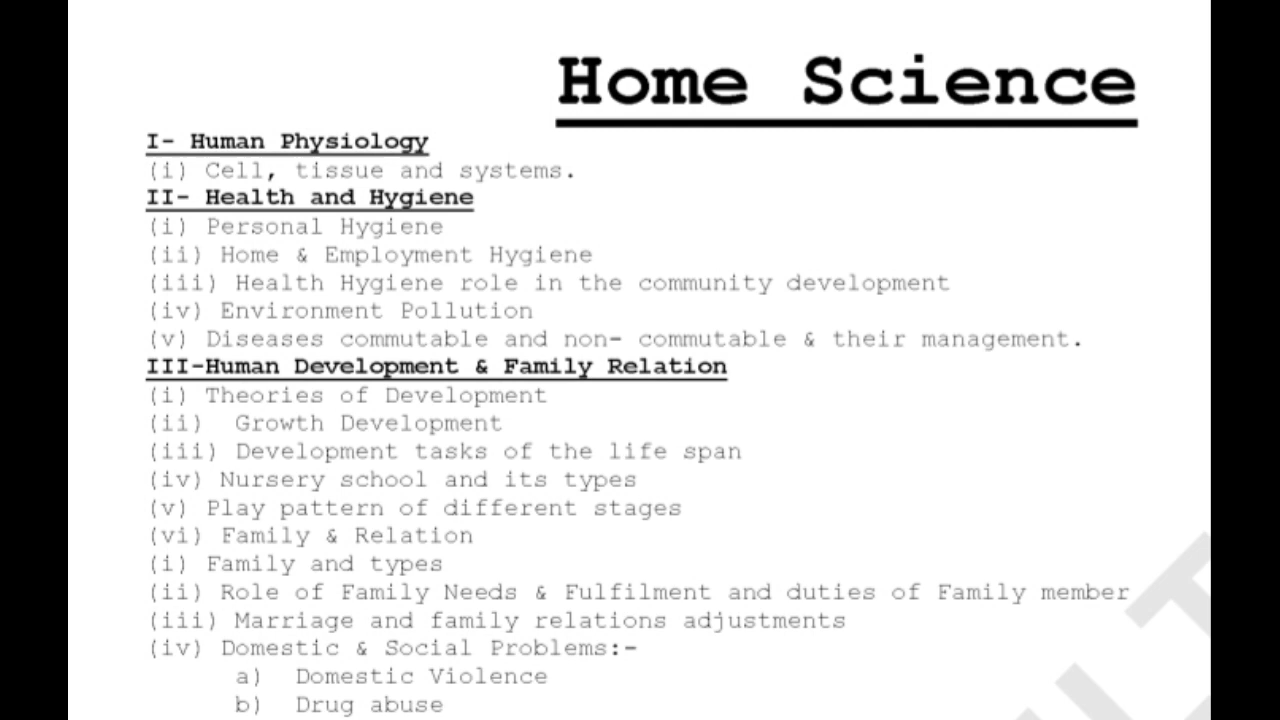 Home Science
I- Human Physiology
(i) Cell, tissue and systems.
II- Health and Hygiene
(i) Personal Hygiene
(ii) Home & Employment Hygiene
(iii) Health Hygiene role in the community development
(iv) Environment Pollution
(v) Diseases commutable and non- commutable & their management.
III-Human Development & Family Relation
(i) Theories of Development
(ii) Growth Development
(iii) Development tasks of the life span
(iv) Nursery school and its types
(v) Play pattern of different stages
(vi) Family & Relation
(i) Family and types
(ii) Role of Family Needs & Fulfilment and duties of Family member
(iii) Marriage and family relations adjustments
(iv) Domestic & Social Problems:-
a) Domestic Violence
b) Drug abuse